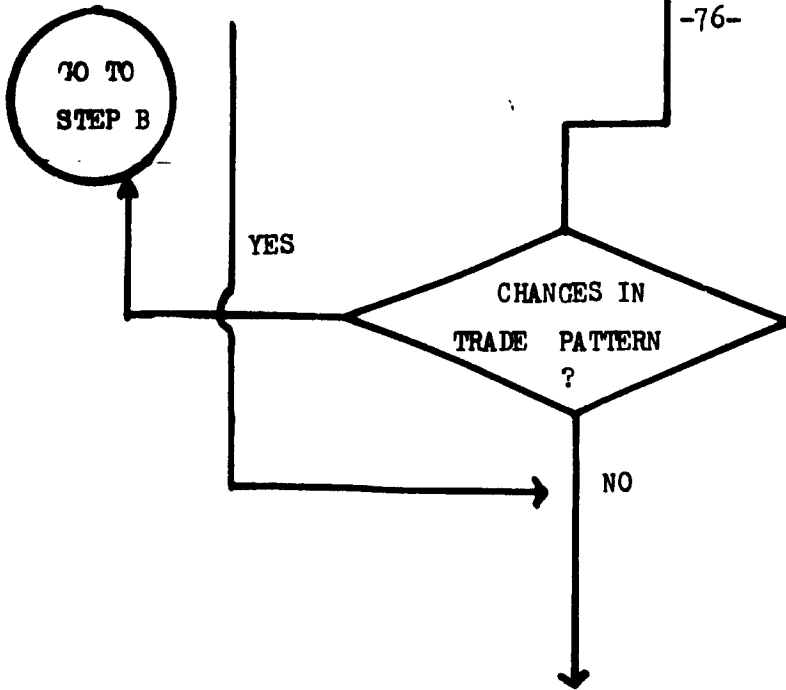 -76-
GO TO
STEP B
YES
CHANGES IN
TRADE PATTERN
?
NO